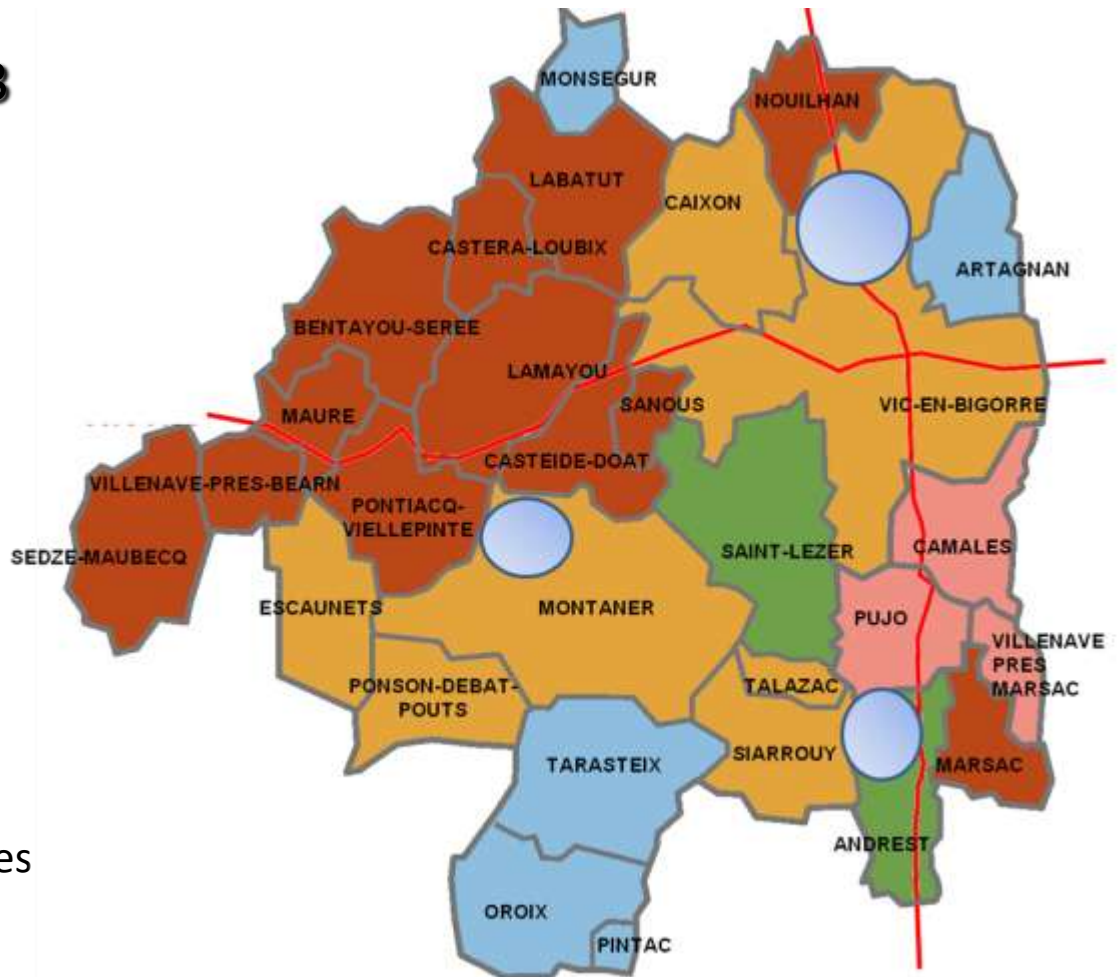 B
MONSEGUR
NOUILHAN
LABATUT
CAIXON
CASTERA-LOUBIX
ARTAGNAN
BENTAYOU-SEREE
LAMAYOU
MAURE
SANOUS
VIC-EN-BIGORRE
CASTEIDE-DOAT
VILLENAVE-PRES-BEARN
PONTIACQ-
VIELLEPINTE
SEDZE-MAUBECQ
SAINT-LEZER
CAMALES
ESCAUNETS
MONTANER
PUJO
VILLENAVE
PRES
MARSAC
PONSON-DEBAT-
POUTS
TALAZAC
SIARROUY
TARASTEIX
MARSAC
ANDREST
es
OROIX
PINTAC